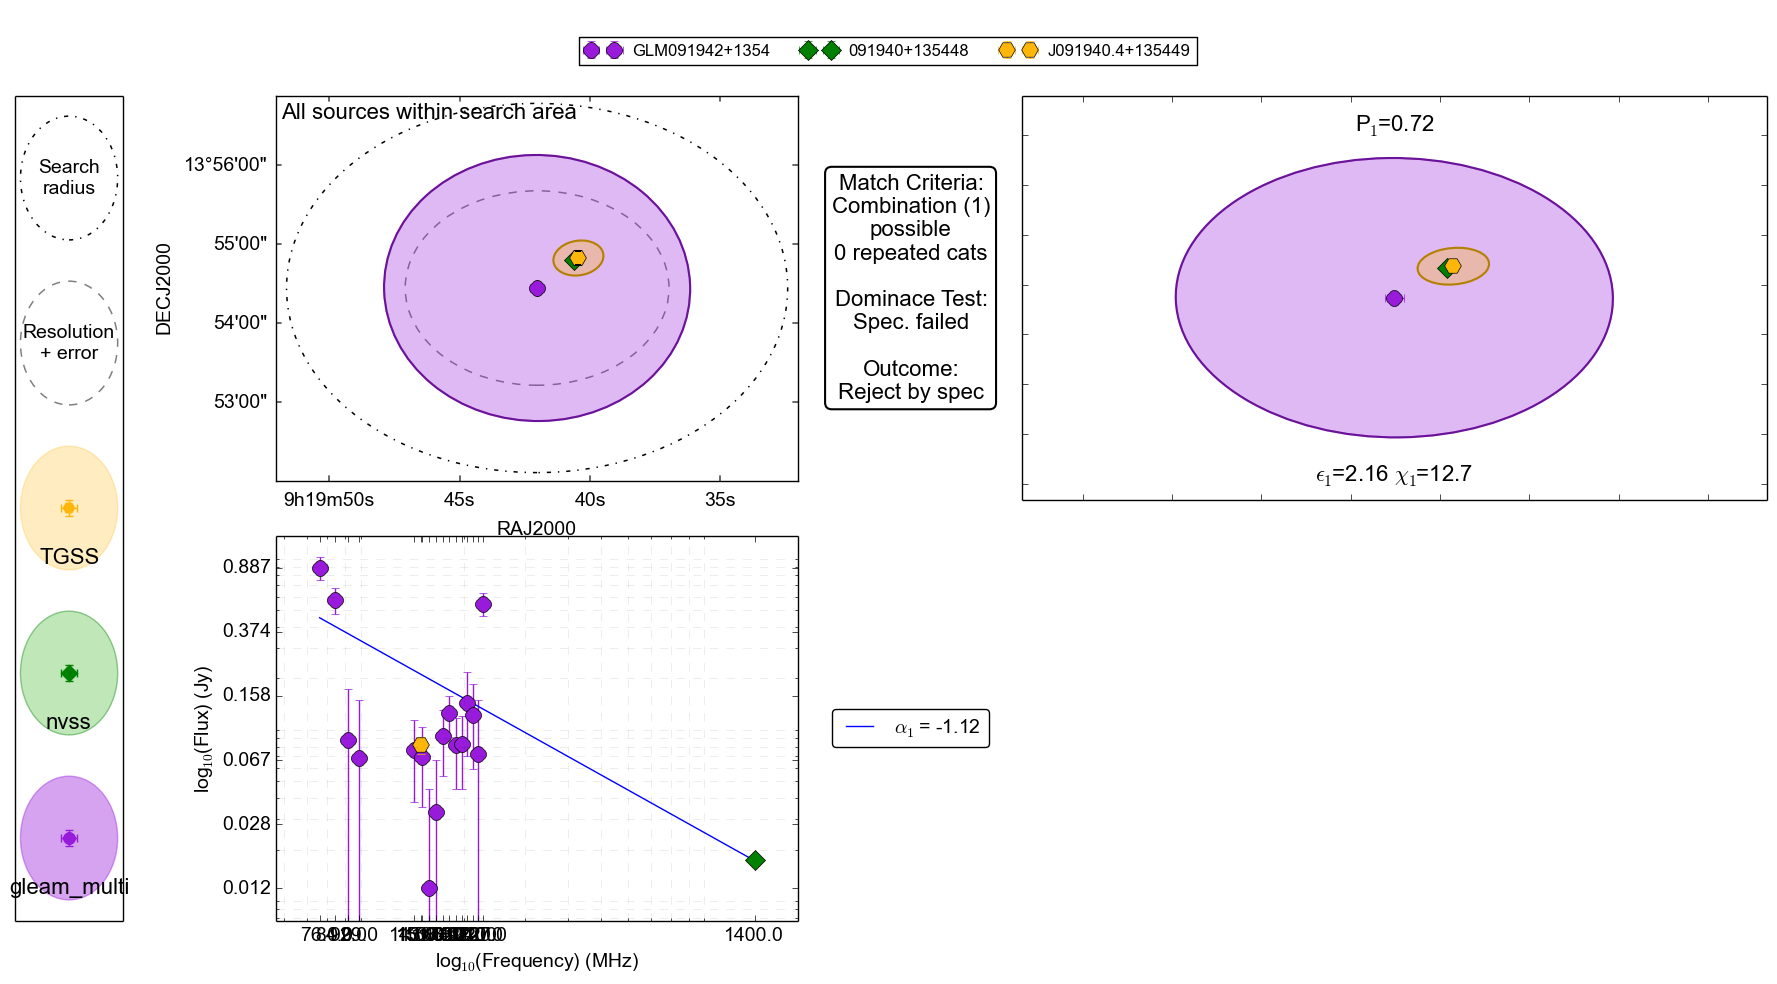 GLM091942+1354 091940+135448 J091940.4+135449
Search
radius
Resolution
+ error
TGSS
nvss
gleam_multi
All sources within search area
DECJ2000
13°56'00"
55'00"
54'00"
53'00"
9h19m50s 45s 40s 35s
RAJ2000
Match Criteria:
Combination (1)
possible
0 repeated cats
Dominace Test:
Spec. failed
Outcome:
Reject by spec
P₁=0.72
ϵ₁=2.16 χ₁=12.7
log₁₀(Flux) (Jy)
0.887
0.374
0.158
0.067
0.028
0.012
1400.0
log₁₀(Frequency) (MHz)
α₁ = -1.12